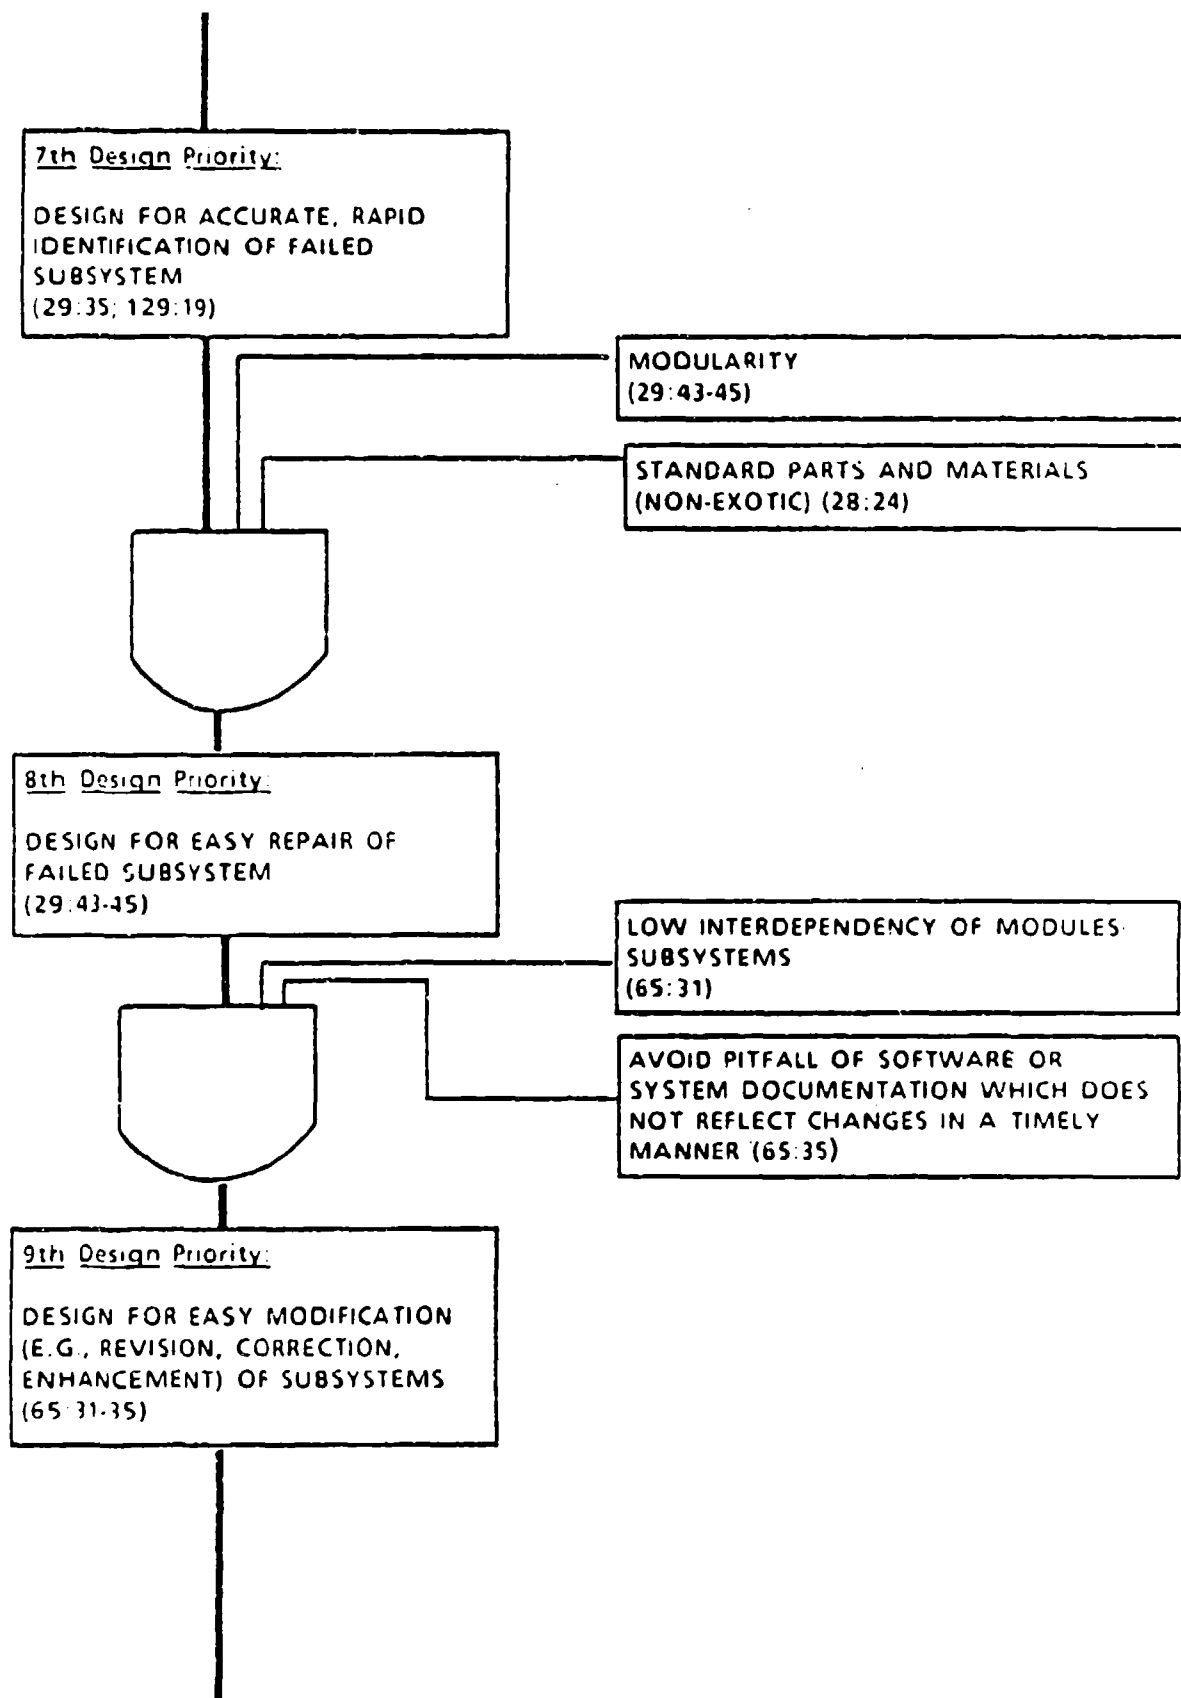 7th Design Priority:
DESIGN FOR ACCURATE, RAPID
IDENTIFICATION OF FAILED
SUBSYSTEM
(29:35; 129:19)
MODULARITY
(29:43-45)
STANDARD PARTS AND MATERIALS
(NON-EXOTIC) (28:24)
8th Design Priority:
DESIGN FOR EASY REPAIR OF
FAILED SUBSYSTEM
(29:43-45)
LOW INTERDEPENDENCY OF MODULES
SUBSYSTEMS
(65:31)
AVOID PITFALL OF SOFTWARE OR
SYSTEM DOCUMENTATION WHICH DOES
NOT REFLECT CHANGES IN A TIMELY
MANNER (65:35)
9th Design Priority:
DESIGN FOR EASY MODIFICATION
(E.G., REVISION, CORRECTION,
ENHANCEMENT) OF SUBSYSTEMS
(65:31-35)